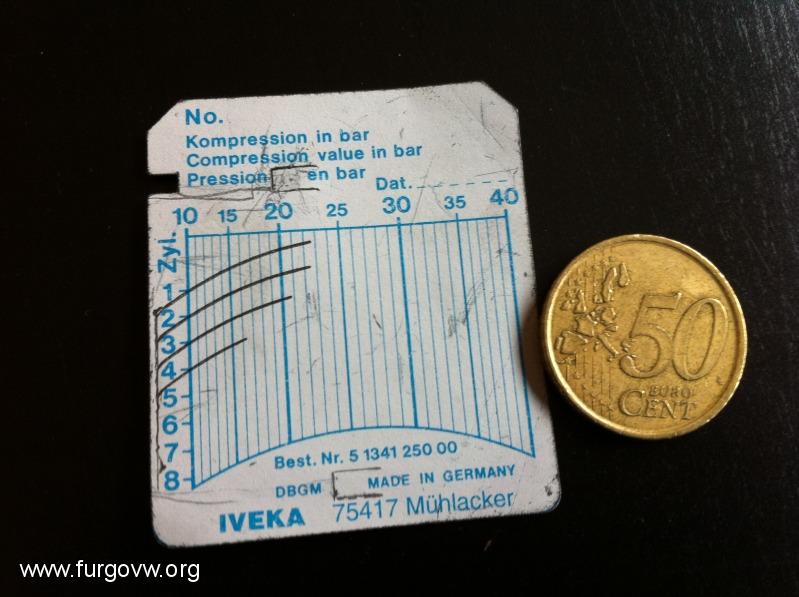 No.
Kompression in bar
Compression value in bar
Pression en bar
Dat.
10 15 20 25 30 35 40
Zyl.
1
2
3
4
5
6
7
8
Best. Nr. 5 1341 250 00
DBGM MADE IN GERMANY
IVEKA 75417 Mühlacker
50
EURO
CENT
www.furgovw.org